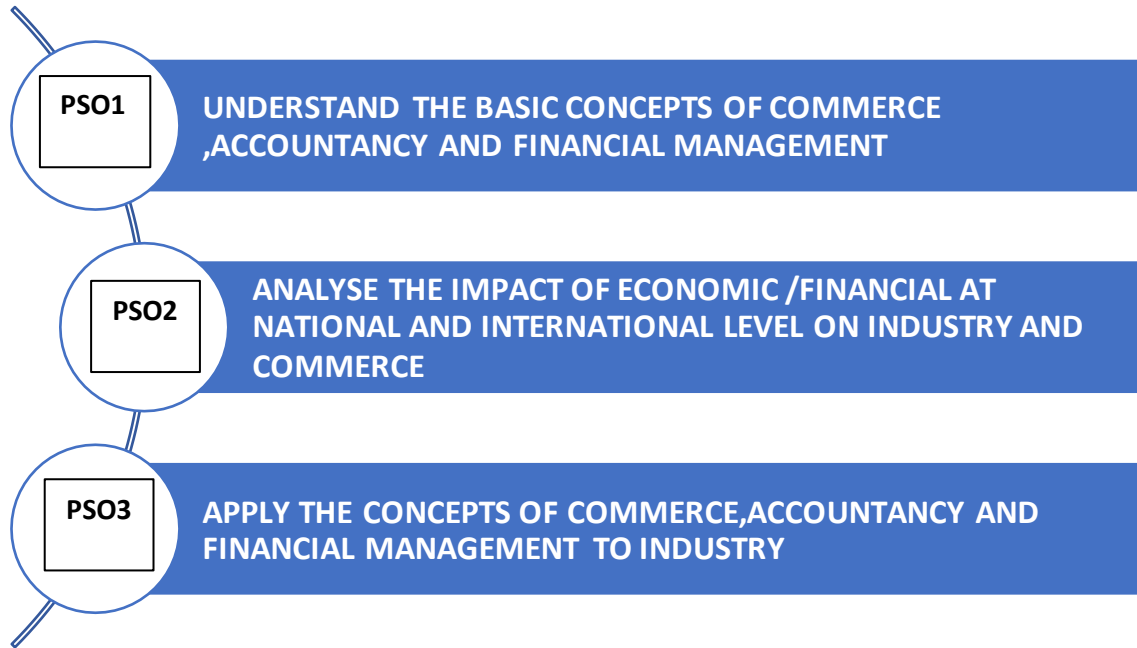 PSO1
UNDERSTAND THE BASIC CONCEPTS OF COMMERCE
,ACCOUNTANCY AND FINANCIAL MANAGEMENT
PSO2
ANALYSE THE IMPACT OF ECONOMIC /FINANCIAL AT
NATIONAL AND INTERNATIONAL LEVEL ON INDUSTRY AND
COMMERCE
PSO3
APPLY THE CONCEPTS OF COMMERCE,ACCOUNTANCY AND
FINANCIAL MANAGEMENT TO INDUSTRY